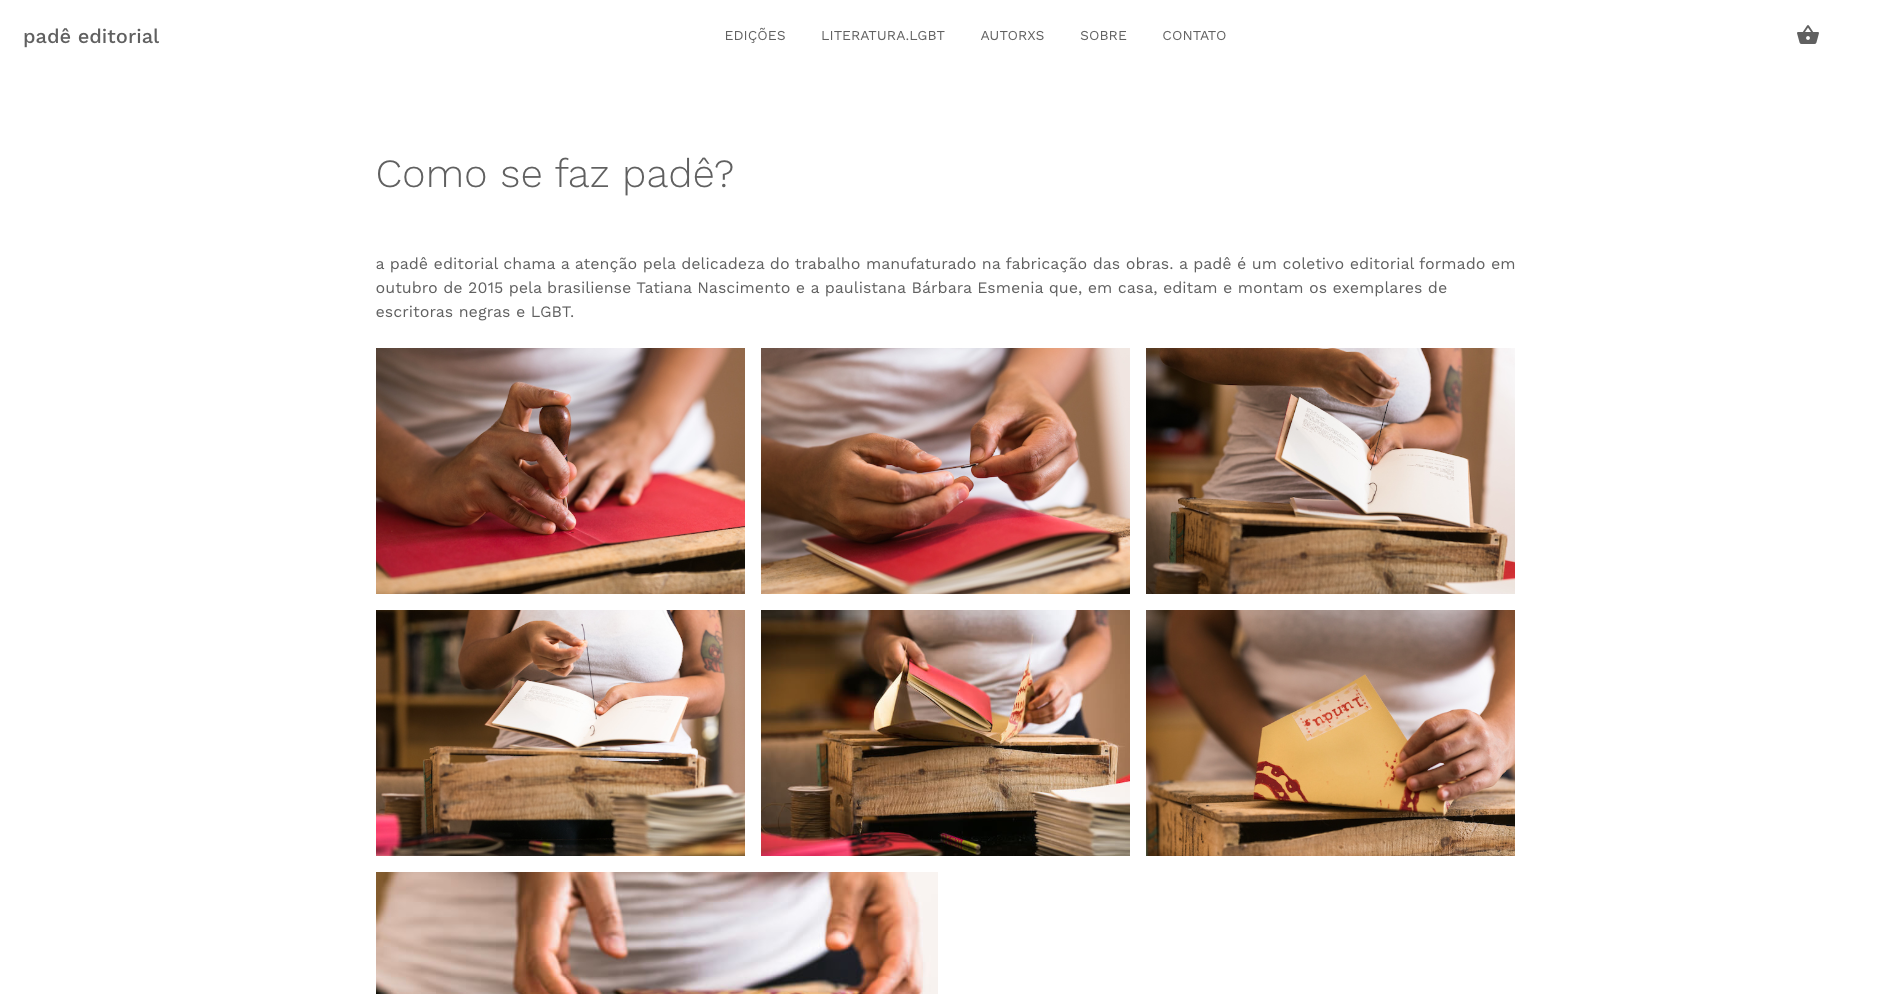 padê editorial
EDIÇÕES
LITERATURA.LGBT
AUTORXS
SOBRE
CONTATO
Como se faz padê?
a padê editorial chama a atenção pela delicadeza do trabalho manufaturado na fabricação das obras. a padê é um coletivo editorial formado em
outubro de 2015 pela brasiliense Tatiana Nascimento e a paulistana Bárbara Esmenia que, em casa, editam e montam os exemplares de
escritoras negras e LGBT.